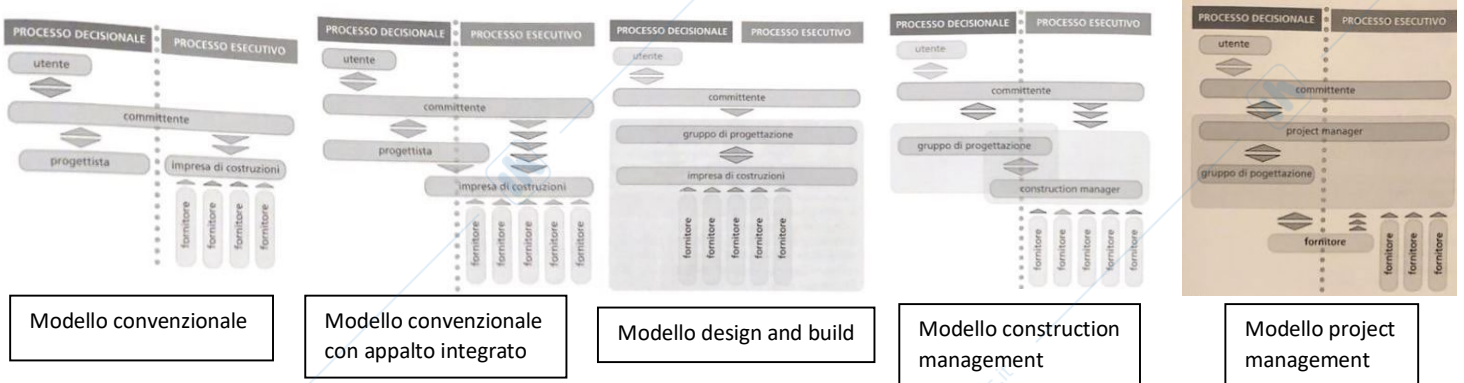 PROCESSO DECISIONALE
PROCESSO ESECUTIVO
utente
committente
progettista
impresa di costruzioni
fornitore
fornitore
fornitore
fornitore
Modello convenzionale
PROCESSO DECISIONALE
PROCESSO ESECUTIVO
utente
committente
progettista
impresa di costruzioni
fornitore
fornitore
fornitore
fornitore
fornitore
Modello convenzionale
con appalto integrato
PROCESSO DECISIONALE
PROCESSO ESECUTIVO
utente
committente
gruppo di progettazione
impresa di costruzioni
fornitore
fornitore
fornitore
fornitore
fornitore
Modello design and build
PROCESSO DECISIONALE
PROCESSO ESECUTIVO
utente
committente
gruppo di progettazione
construction manager
fornitore
fornitore
fornitore
fornitore
fornitore
Modello construction
management
PROCESSO DECISIONALE
PROCESSO ESECUTIVO
utente
committente
project manager
gruppo di pogettazione
fornitore
fornitore
fornitore
fornitore
Modello project
management